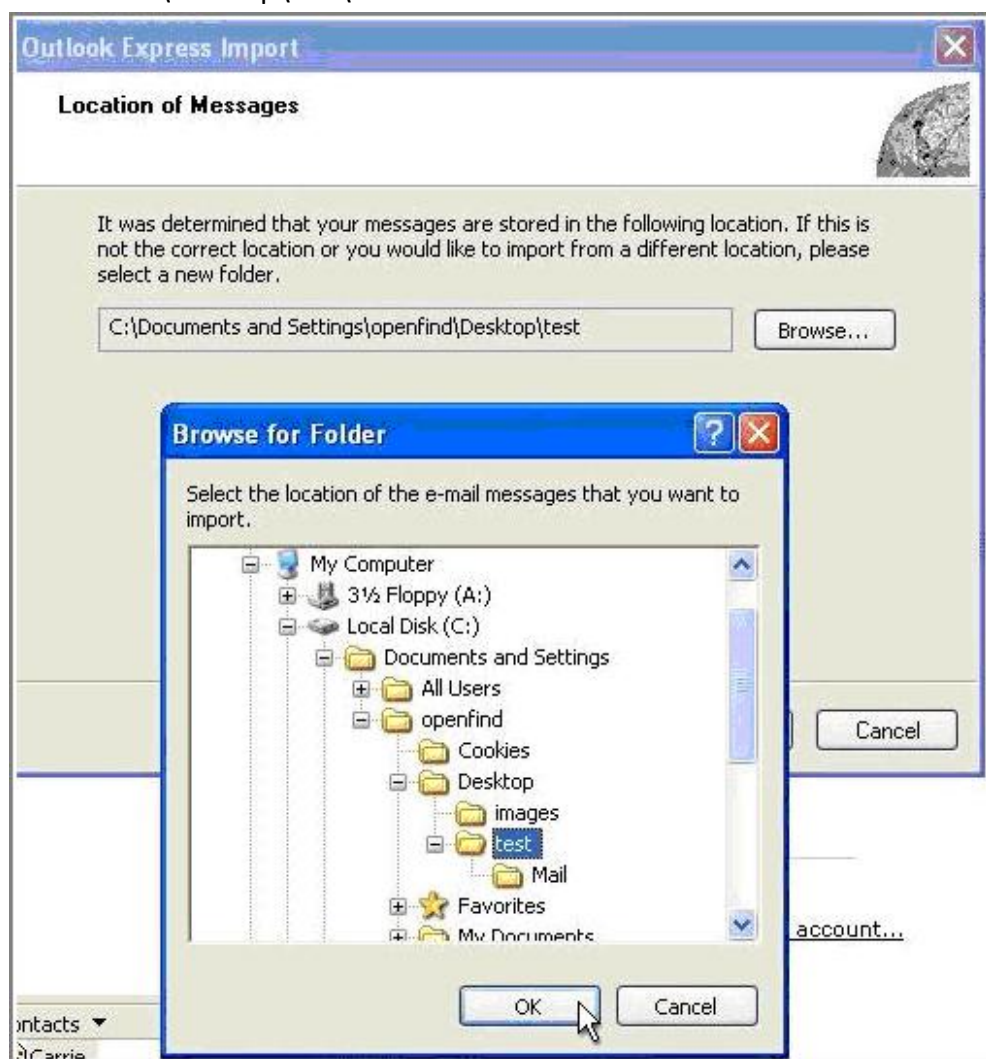 Outlook Express Import
Location of Messages
It was determined that your messages are stored in the following location. If this is
not the correct location or you would like to import from a different location, please
select a new folder.
C:\Documents and Settings\openfind\Desktop\test
Browse...
Browse for Folder
Select the location of the e-mail messages that you want to
import.
My Computer
3½ Floppy (A:)
Local Disk (C:)
Documents and Settings
All Users
openfind
Cookies
Desktop
images
test
Mail
Favorites
My Documents
OK
Cancel
Cancel
account...
ntacts
Carrie